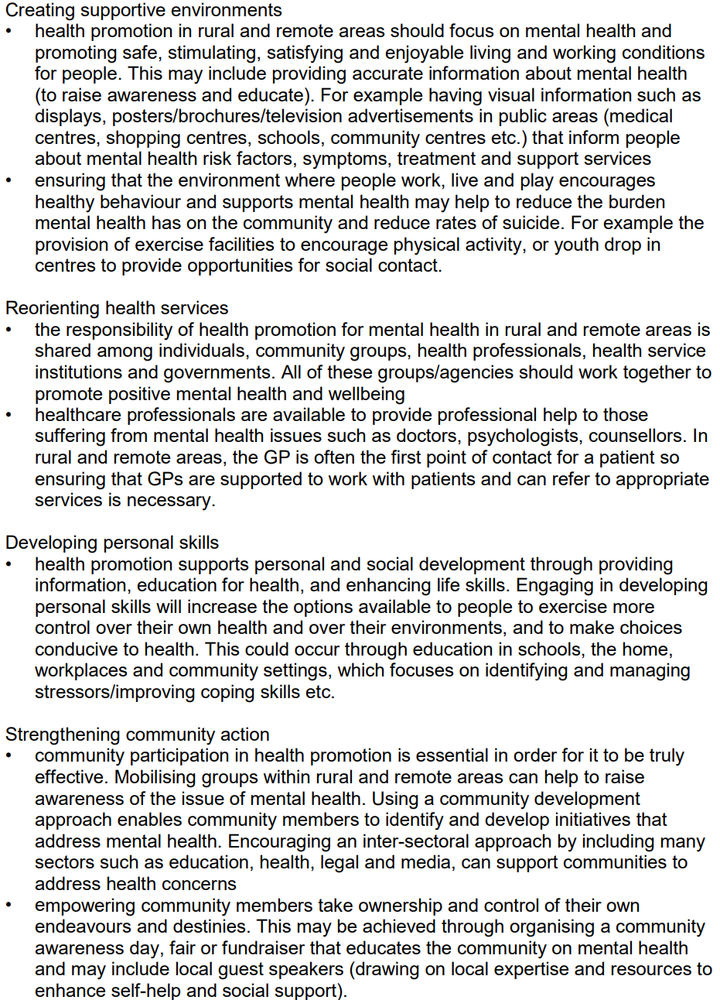 Creating supportive environments
• health promotion in rural and remote areas should focus on mental health and
promoting safe, stimulating, satisfying and enjoyable living and working conditions
for people. This may include providing accurate information about mental health
(to raise awareness and educate). For example having visual information such as
displays, posters/brochures/television advertisements in public areas (medical
centres, shopping centres, schools, community centres etc.) that inform people
about mental health risk factors, symptoms, treatment and support services
• ensuring that the environment where people work, live and play encourages
healthy behaviour and supports mental health may help to reduce the burden
mental health has on the community and reduce rates of suicide. For example the
provision of exercise facilities to encourage physical activity, or youth drop in
centres to provide opportunities for social contact.
Reorienting health services
• the responsibility of health promotion for mental health in rural and remote areas is
shared among individuals, community groups, health professionals, health service
institutions and governments. All of these groups/agencies should work together to
promote positive mental health and wellbeing
• healthcare professionals are available to provide professional help to those
suffering from mental health issues such as doctors, psychologists, counsellors. In
rural and remote areas, the GP is often the first point of contact for a patient so
ensuring that GPs are supported to work with patients and can refer to appropriate
services is necessary.
Developing personal skills
• health promotion supports personal and social development through providing
information, education for health, and enhancing life skills. Engaging in developing
personal skills will increase the options available to people to exercise more
control over their own health and over their environments, and to make choices
conducive to health. This could occur through education in schools, the home,
workplaces and community settings, which focuses on identifying and managing
stressors/improving coping skills etc.
Strengthening community action
• community participation in health promotion is essential in order for it to be truly
effective. Mobilising groups within rural and remote areas can help to raise
awareness of the issue of mental health. Using a community development
approach enables community members to identify and develop initiatives that
address mental health. Encouraging an inter-sectoral approach by including many
sectors such as education, health, legal and media, can support communities to
address health concerns
• empowering community members take ownership and control of their own
endeavours and destinies. This may be achieved through organising a community
awareness day, fair or fundraiser that educates the community on mental health
and may include local guest speakers (drawing on local expertise and resources to
enhance self-help and social support).